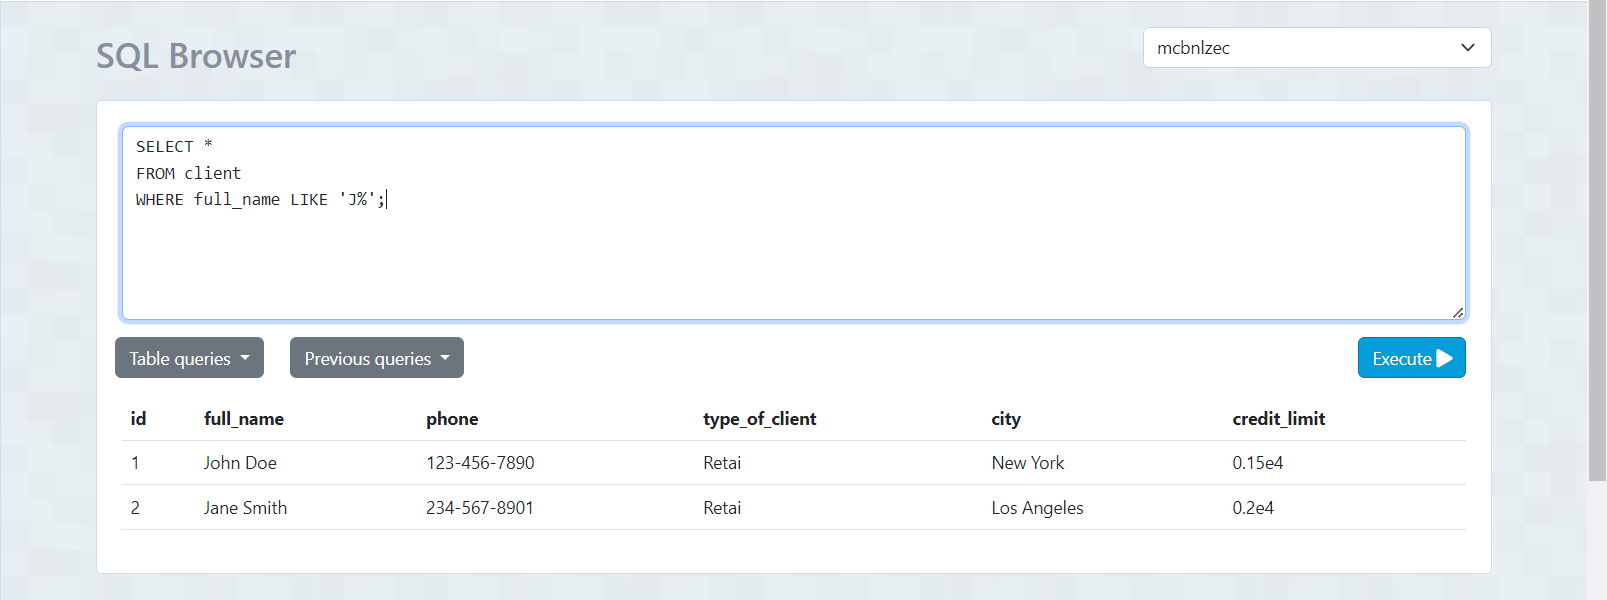 SQL Browser
mcbnlzec
SELECT *
FROM client
WHERE full_name LIKE 'J%';
Table queries
Previous queries
Execute
id full_name phone type_of_client city credit_limit
1 John Doe 123-456-7890 Retai New York 0.15e4
2 Jane Smith 234-567-8901 Retai Los Angeles 0.2e4